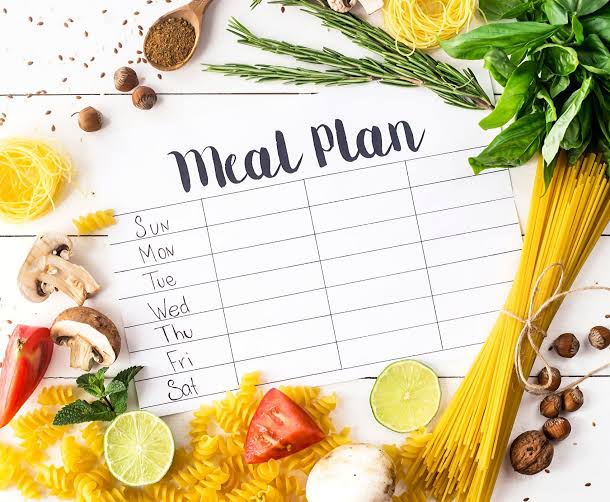 Meal Plan
Sun
Mon
Tue
Wed
Thu
Fri
Sat